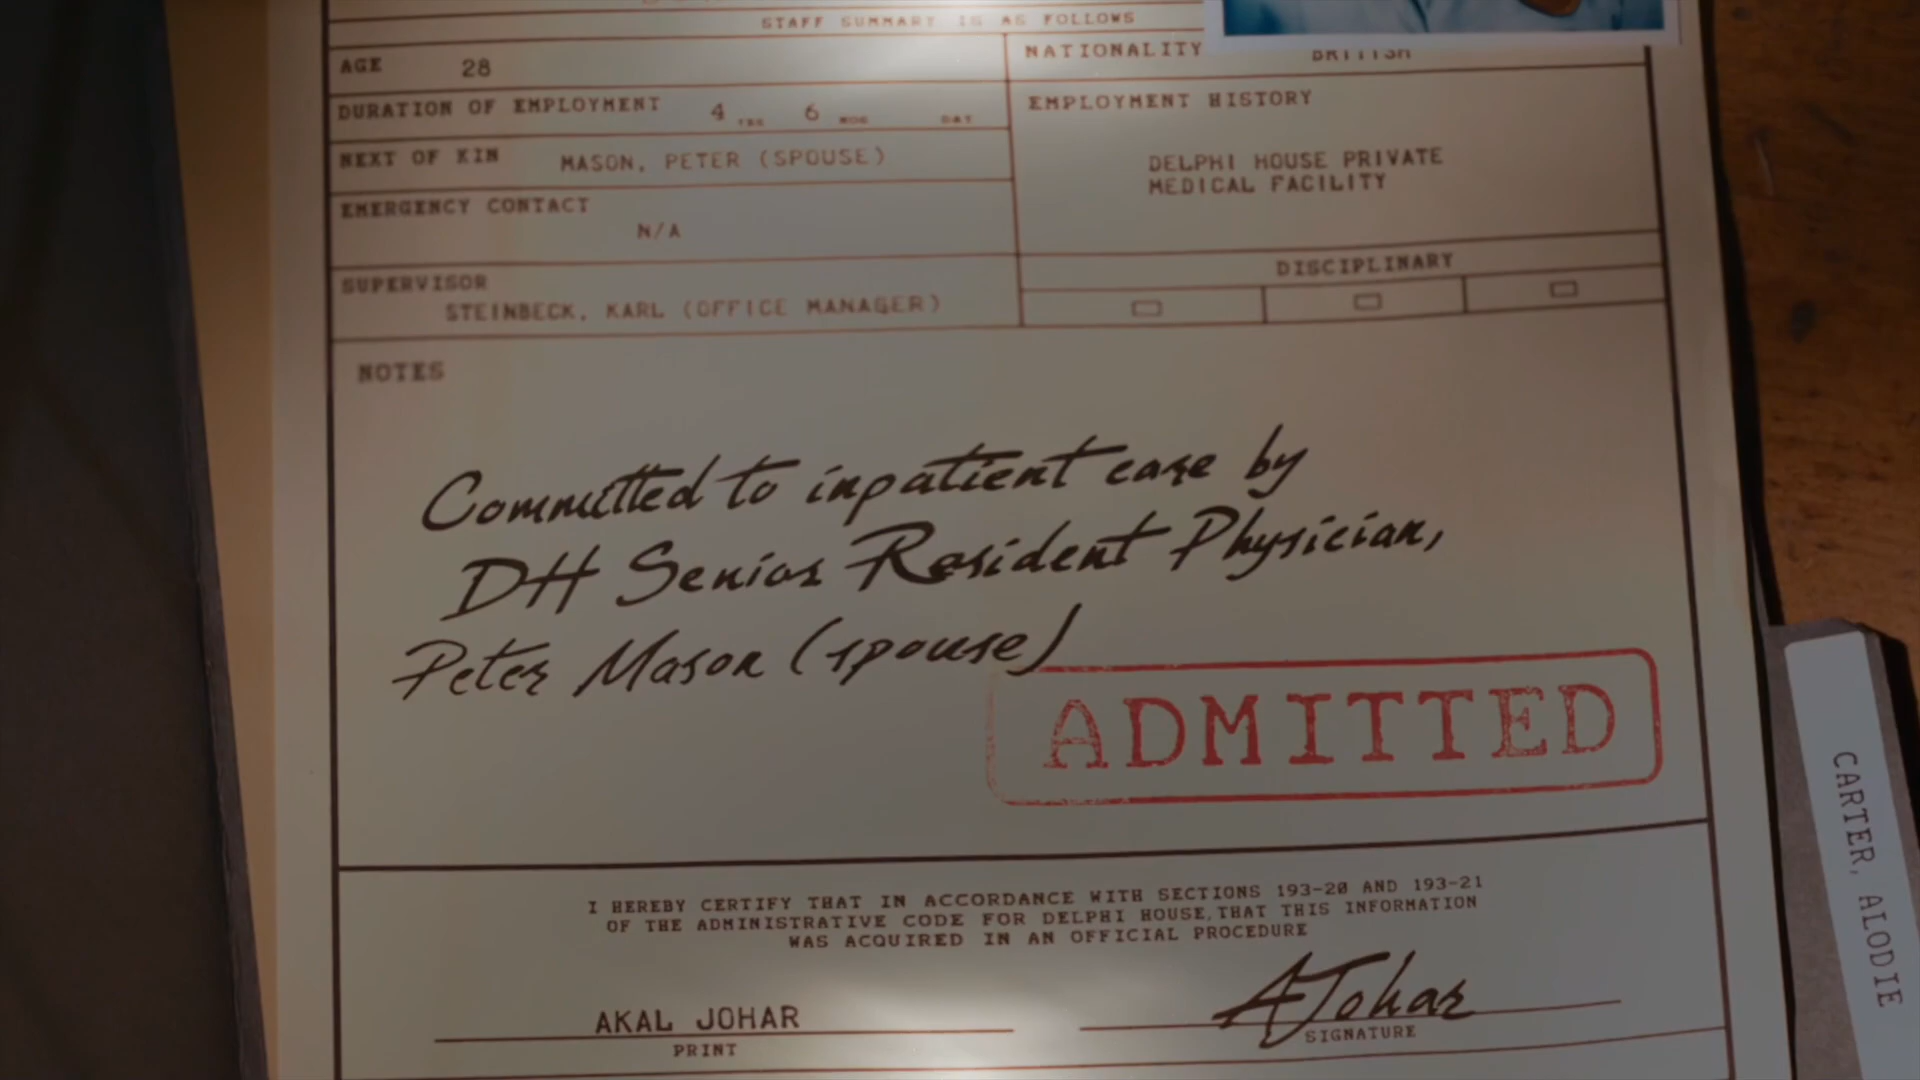 STAFF SUMMARY IS AS FOLLOWS
AGE 28
NATIONALITY BRITISH
DURATION OF EMPLOYMENT 4 YRS 6 MOS DAY
EMPLOYMENT HISTORY
DELPHI HOUSE PRIVATE
MEDICAL FACILITY
NEXT OF KIN MASON, PETER (SPOUSE)
EMERGENCY CONTACT
N/A
SUPERVISOR
STEINBECK, KARL (OFFICE MANAGER)
DISCIPLINARY
NOTES
Committed to inpatient care by
DH Senior Resident Physician,
Peter Mason (spouse)
ADMITTED
I HEREBY CERTIFY THAT IN ACCORDANCE WITH SECTIONS 193-20 AND 193-21
OF THE ADMINISTRATIVE CODE FOR DELPHI HOUSE, THAT THIS INFORMATION
WAS ACQUIRED IN AN OFFICIAL PROCEDURE
AKAL JOHAR
PRINT
AJohar
SIGNATURE
CARTER, ALODIE